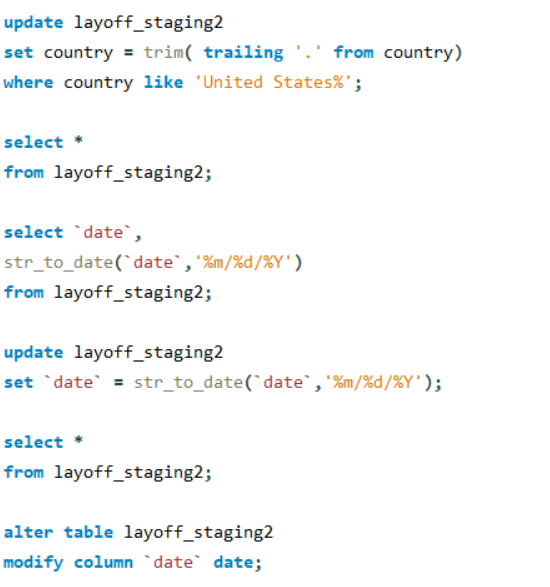 update layoff_staging2
set country = trim( trailing '.' from country)
where country like 'United States%';
select *
from layoff_staging2;
select `date`,
str_to_date(`date`,'%m/%d/%Y')
from layoff_staging2;
update layoff_staging2
set `date` = str_to_date(`date`,'%m/%d/%Y');
select *
from layoff_staging2;
alter table layoff_staging2
modify column `date` date;